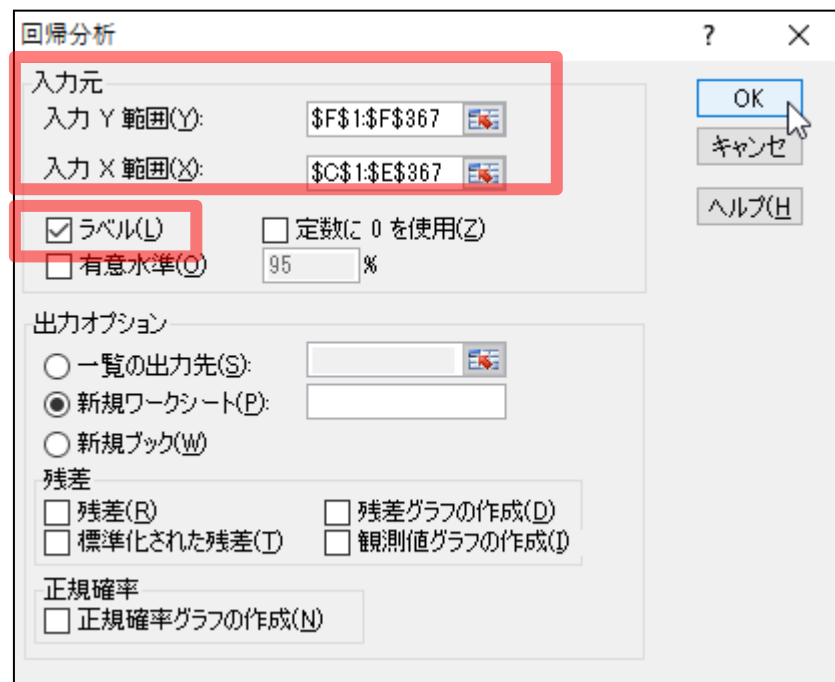 回帰分析 ? ×
入力元
入力 Y 範囲(Y): $F$1:$F$367
入力 X 範囲(X): $C$1:$E$367
ラベル(L) 定数に 0 を使用(Z)
有意水準(O) 95 %
OK
キャンセ
ヘルプ(H
出力オプション
一覧の出力先(S):
新規ワークシート(P):
新規ブック(W)
残差
残差(R) 残差グラフの作成(D)
標準化された残差(T) 観測値グラフの作成(I)
正規確率
正規確率グラフの作成(N)